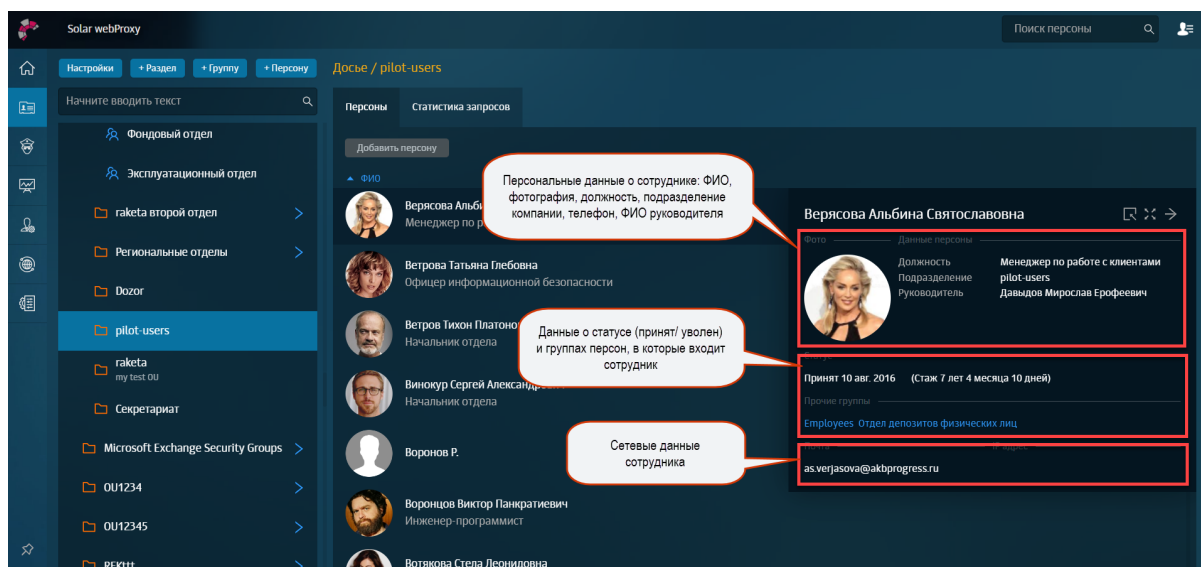 Solar webProxy
Поиск персоны
Настройки
+ Раздел
+ Группу
+ Персону
Досье / pilot-users
Начните вводить текст
Персоны
Статистика запросов
Добавить персону
Фондовый отдел
Эксплуатационный отдел
raketa второй отдел
Региональные отделы
Dozor
pilot-users
raketa
my test OU
Секретариат
Microsoft Exchange Security Groups
OU1234
OU12345
ФИО
Верясова
Менеджер по
Ветрова Татьяна Глебовна
Офицер информационной безопасности
Ветров Тихон
Начальник отдела
Винокур Сергей
Начальник отдела
Воронов Р.
Воронцов Виктор Панкратиевич
Инженер-программист
Вотякова Стела Леонидовна
Персональные данные о сотруднике: ФИО,
фотография, должность, подразделение
компании, телефон, ФИО руководителя
Данные о статусе (принят/ уволен)
и группах персон, в которые входит
сотрудник
Сетевые данные
сотрудника
Верясова Альбина Святославовна
Фото
Данные персоны
Должность
Менеджер по работе с клиентами
Подразделение
pilot-users
Руководитель
Давыдов Мирослав Ерофеевич
Принят 10 авг. 2016 (Стаж 7 лет 4 месяца 10 дней)
Прочие группы
Employees Отдел депозитов физических лиц
as.verjasova@akbprogress.ru